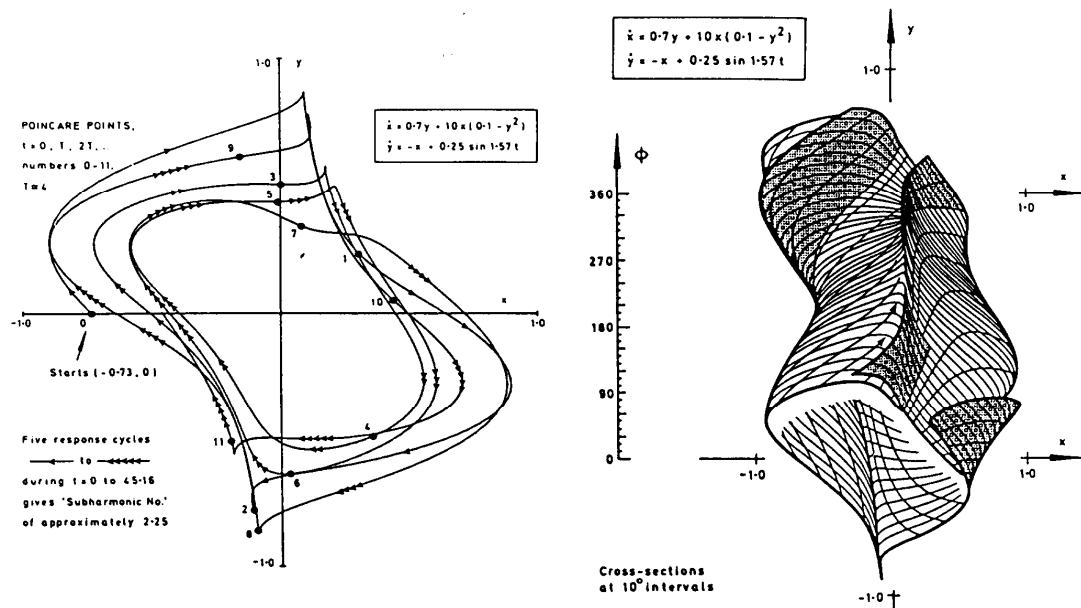 1·0
y
POINCARE POINTS,
t=0, T, 2T,..
numbers 0-11.
T≃4
ẋ = 0·7y + 10x(0·1 - y²)
ẏ = -x + 0·25 sin 1·57t
9
3
5
7
1
10
x
-1·0
0
1·0
Starts (-0·73, 0)
Five response cycles
to
during t=0 to 45·16
gives 'Subharmonic No.'
of approximately 2·25
11
4
6
2
8
-1·0
ẋ = 0·7y + 10x(0·1 - y²)
ẏ = -x + 0·25 sin 1·57t
y
1·0
Φ
360
270
180
90
0
x
1·0
x
-1·0
1·0
Cross-sections
at 10° intervals
-1·0